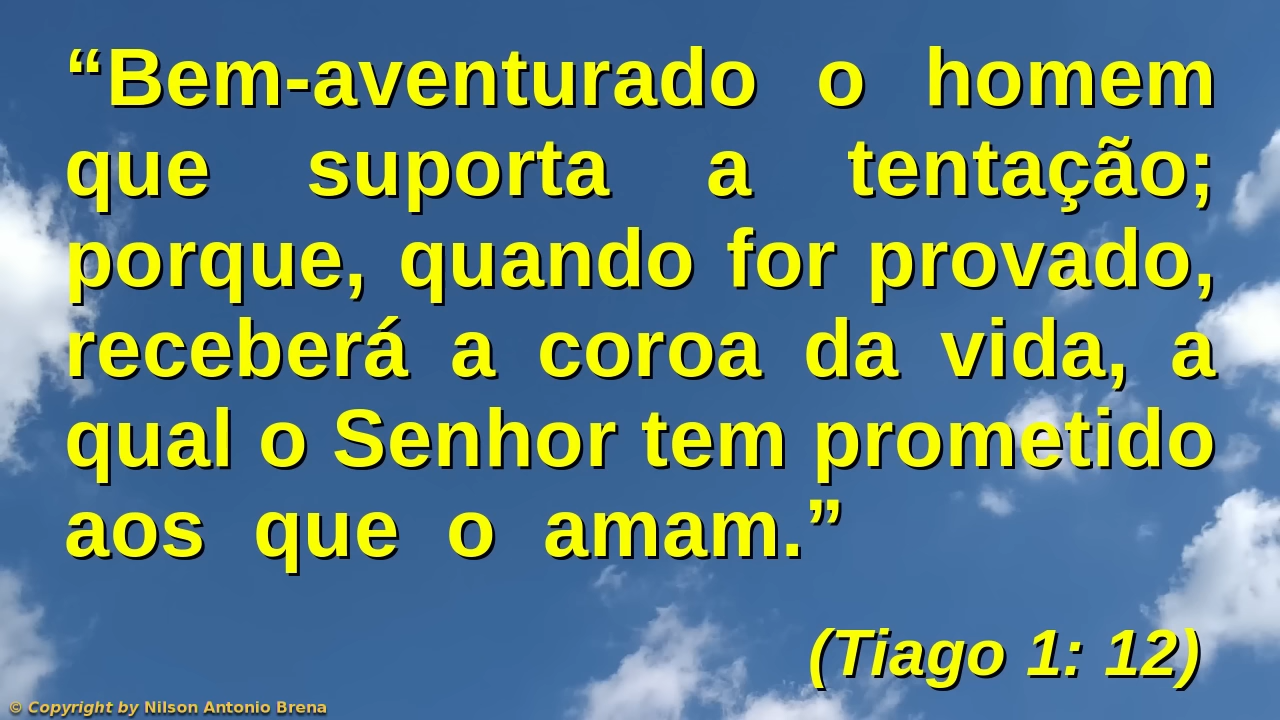 “Bem-aventurado o homem
que suporta a tentação;
porque, quando for provado,
receberá a coroa da vida, a
qual o Senhor tem prometido
aos que o amam.”
(Tiago 1: 12)
© Copyright by Nilson Antonio Brena